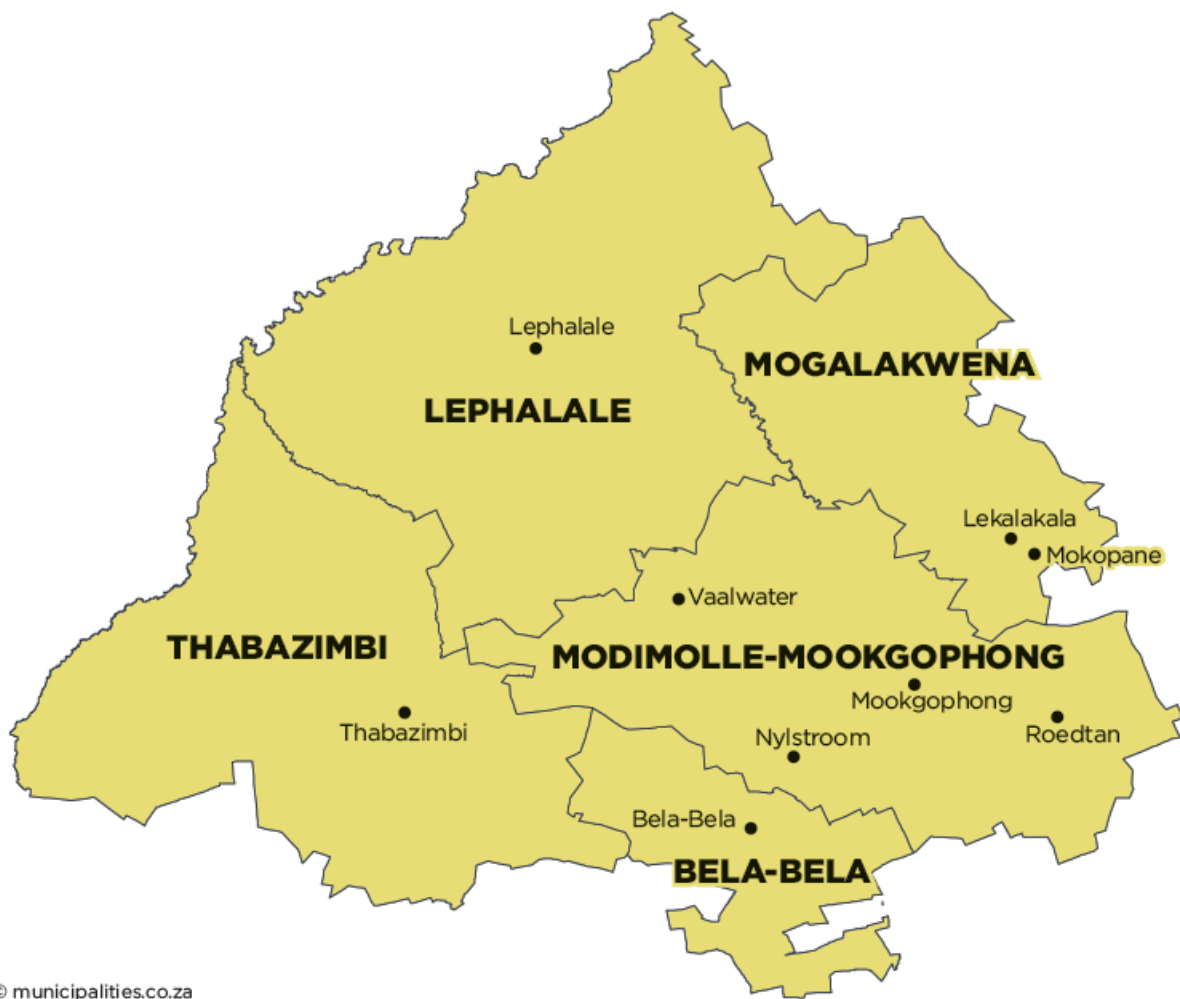 Lephalale
MOGALAKWENA
LEPHALALE
Lekalakala
Mokopane
Vaalwater
THABAZIMBI
MODIMOLLE-MOOKGOPHONG
Mookgophong
Thabazimbi
Roedtan
Nylstroom
Bela-Bela
BELA-BELA
© municipalities.co.za